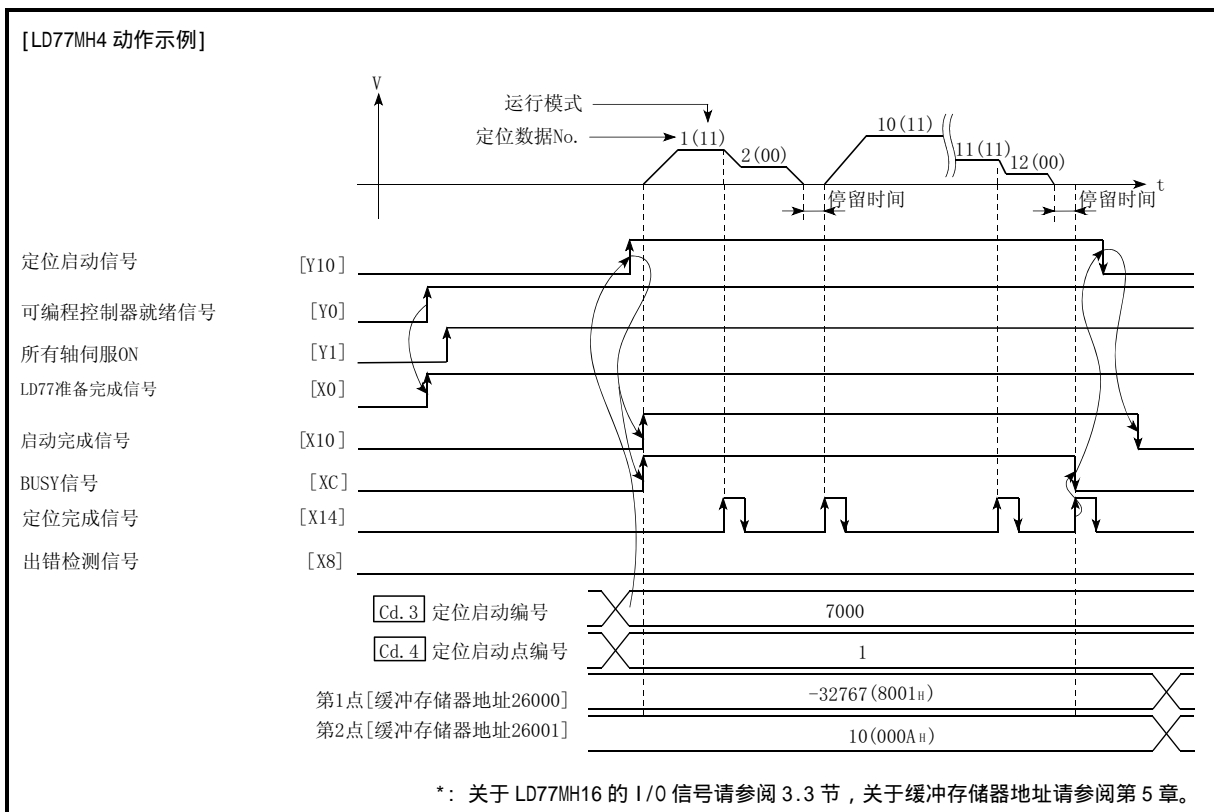 [LD77MH4 动作示例]
V
运行模式
定位数据No.
1(11)
2(00)
10(11)
11(11)
12(00)
t
停留时间
停留时间
定位启动信号 [Y10]
可编程控制器就绪信号 [Y0]
所有轴伺服ON [Y1]
LD77准备完成信号 [X0]
启动完成信号 [X10]
BUSY信号 [XC]
定位完成信号 [X14]
出错检测信号 [X8]
Cd.3 定位启动编号 7000
Cd.4 定位启动点编号 1
第1点[缓冲存储器地址26000] -32767(8001H)
第2点[缓冲存储器地址26001] 10(000AH)
*: 关于 LD77MH16 的 I/O 信号请参阅 3.3 节，关于缓冲存储器地址请参阅第 5 章。